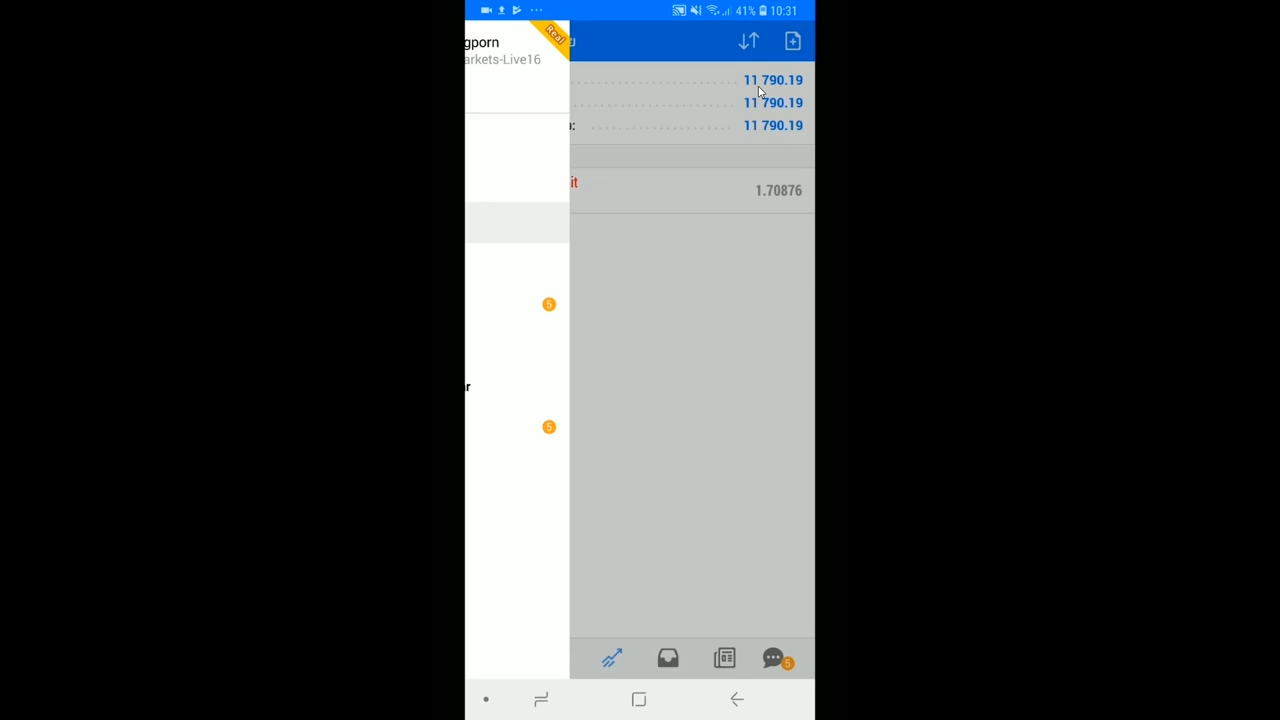 41% 10:31
gporn
Real
arkets-Live16
11 790.19
11 790.19
: 11 790.19
it
1.70876
5
r
5
5